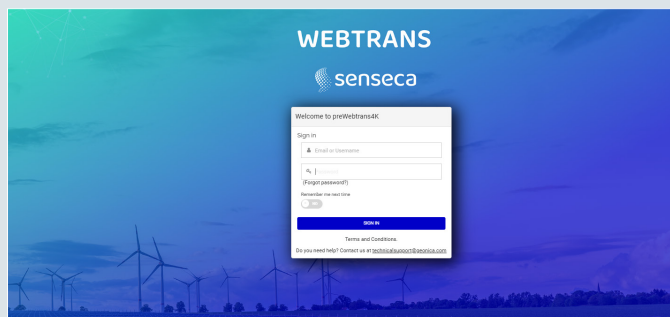 WEBTRANS
senseca
Welcome to preWebtrans4K
Sign in
Email or Username
(Forgot password?)
Remember me next time
SIGN IN
Terms and Conditions.
Do you need help? Contact us at technicalsupport@geonica.com